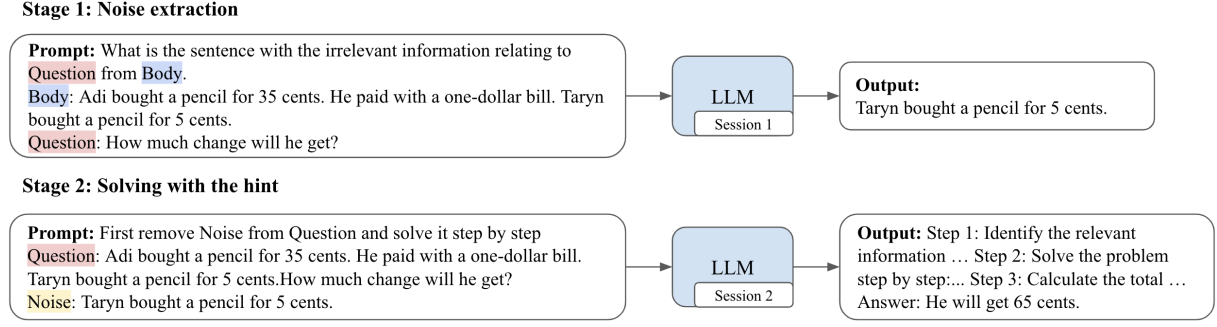 Stage 1: Noise extraction
Prompt: What is the sentence with the irrelevant information relating to
Question from Body.
Body: Adi bought a pencil for 35 cents. He paid with a one-dollar bill. Taryn
bought a pencil for 5 cents.
Question: How much change will he get?
LLM
Session 1
Output:
Taryn bought a pencil for 5 cents.
Stage 2: Solving with the hint
Prompt: First remove Noise from Question and solve it step by step
Question: Adi bought a pencil for 35 cents. He paid with a one-dollar bill.
Taryn bought a pencil for 5 cents.How much change will he get?
Noise: Taryn bought a pencil for 5 cents.
LLM
Session 2
Output: Step 1: Identify the relevant
information … Step 2: Solve the problem
step by step:... Step 3: Calculate the total …
Answer: He will get 65 cents.